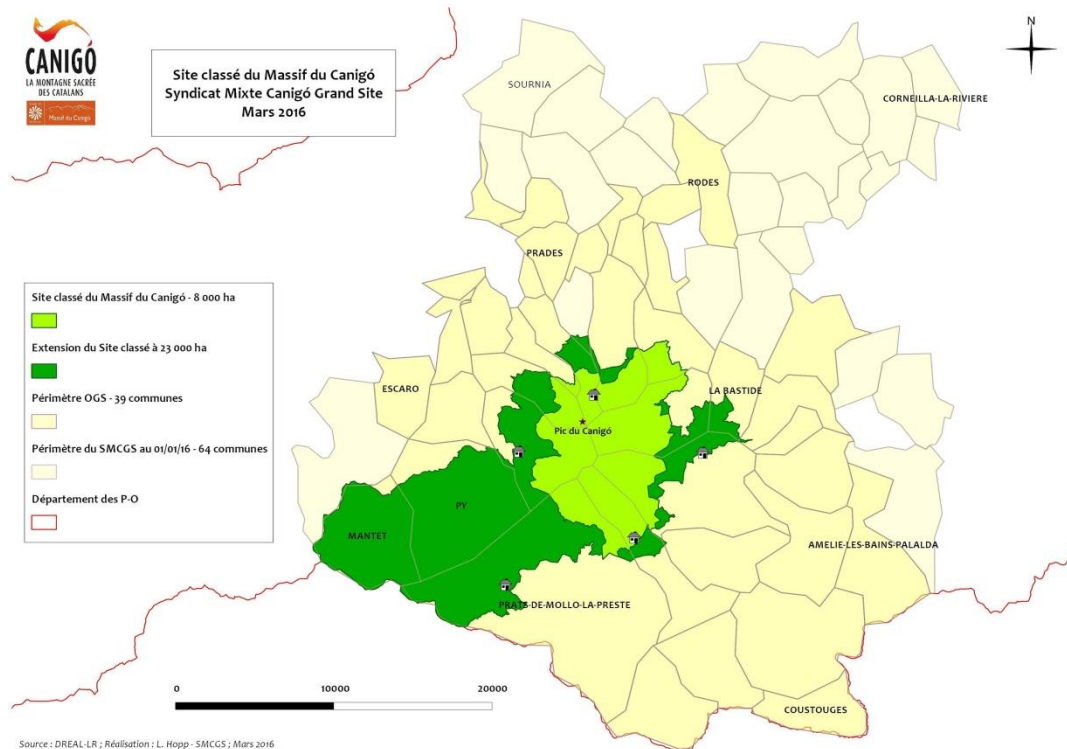 CANIGÓ
LA MONTAGNE SACRÉE
DES CATALANS
Massif du Canigó
Site classé du Massif du Canigó
Syndicat Mixte Canigó Grand Site
Mars 2016
N
SOURNIA
CORNEILLA-LA-RIVIERE
RODES
PRADES
Site classé du Massif du Canigó - 8 000 ha
Extension du Site classé à 23 000 ha
Périmètre OGS - 39 communes
Périmètre du SMCGS au 01/01/16 - 64 communes
Département des P-O
ESCARO
LA BASTIDE
Pic du Canigó
PY
MANTET
AMELIE-LES-BAINS-PALALDA
PRATS-DE-MOLLO-LA-PRESTE
COUSTOUGES
0 10000 20000
Source : DREAL-LR ; Réalisation : L. Hopp - SMCGS ; Mars 2016